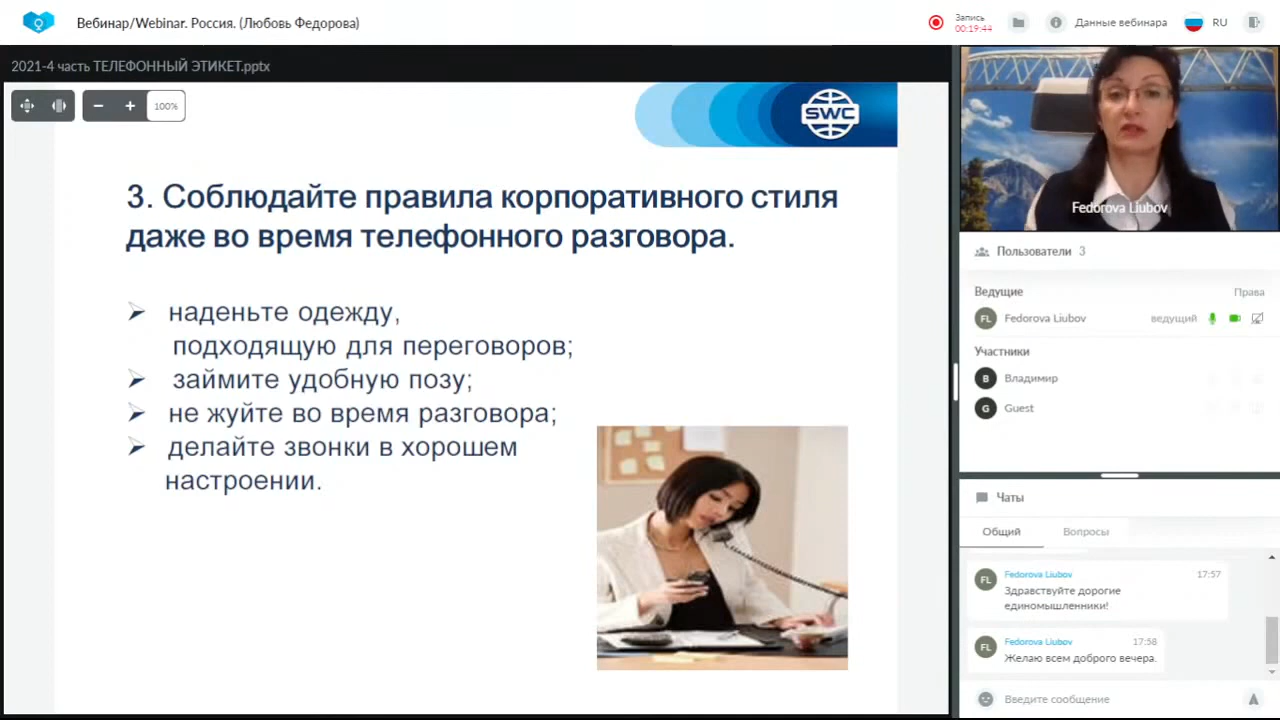 Вебинар/Webinar. Россия. (Любовь Федорова)
Запись
00:19:44
Данные вебинара
RU
2021-4 часть ТЕЛЕФОННЫЙ ЭТИКЕТ.pptx
100%
SWC
3. Соблюдайте правила корпоративного стиля
даже во время телефонного разговора.
наденьте одежду,
подходящую для переговоров;
займите удобную позу;
не жуйте во время разговора;
делайте звонки в хорошем
настроении.
Fedorova Liubov
Пользователи 3
Ведущие Права
FL Fedorova Liubov ведущий
Участники
В Владимир
G Guest
Чаты
Общий Вопросы
FL Fedorova Liubov 17:57
Здравствуйте дорогие
единомышленники!
FL Fedorova Liubov 17:58
Желаю всем доброго вечера.
Введите сообщение